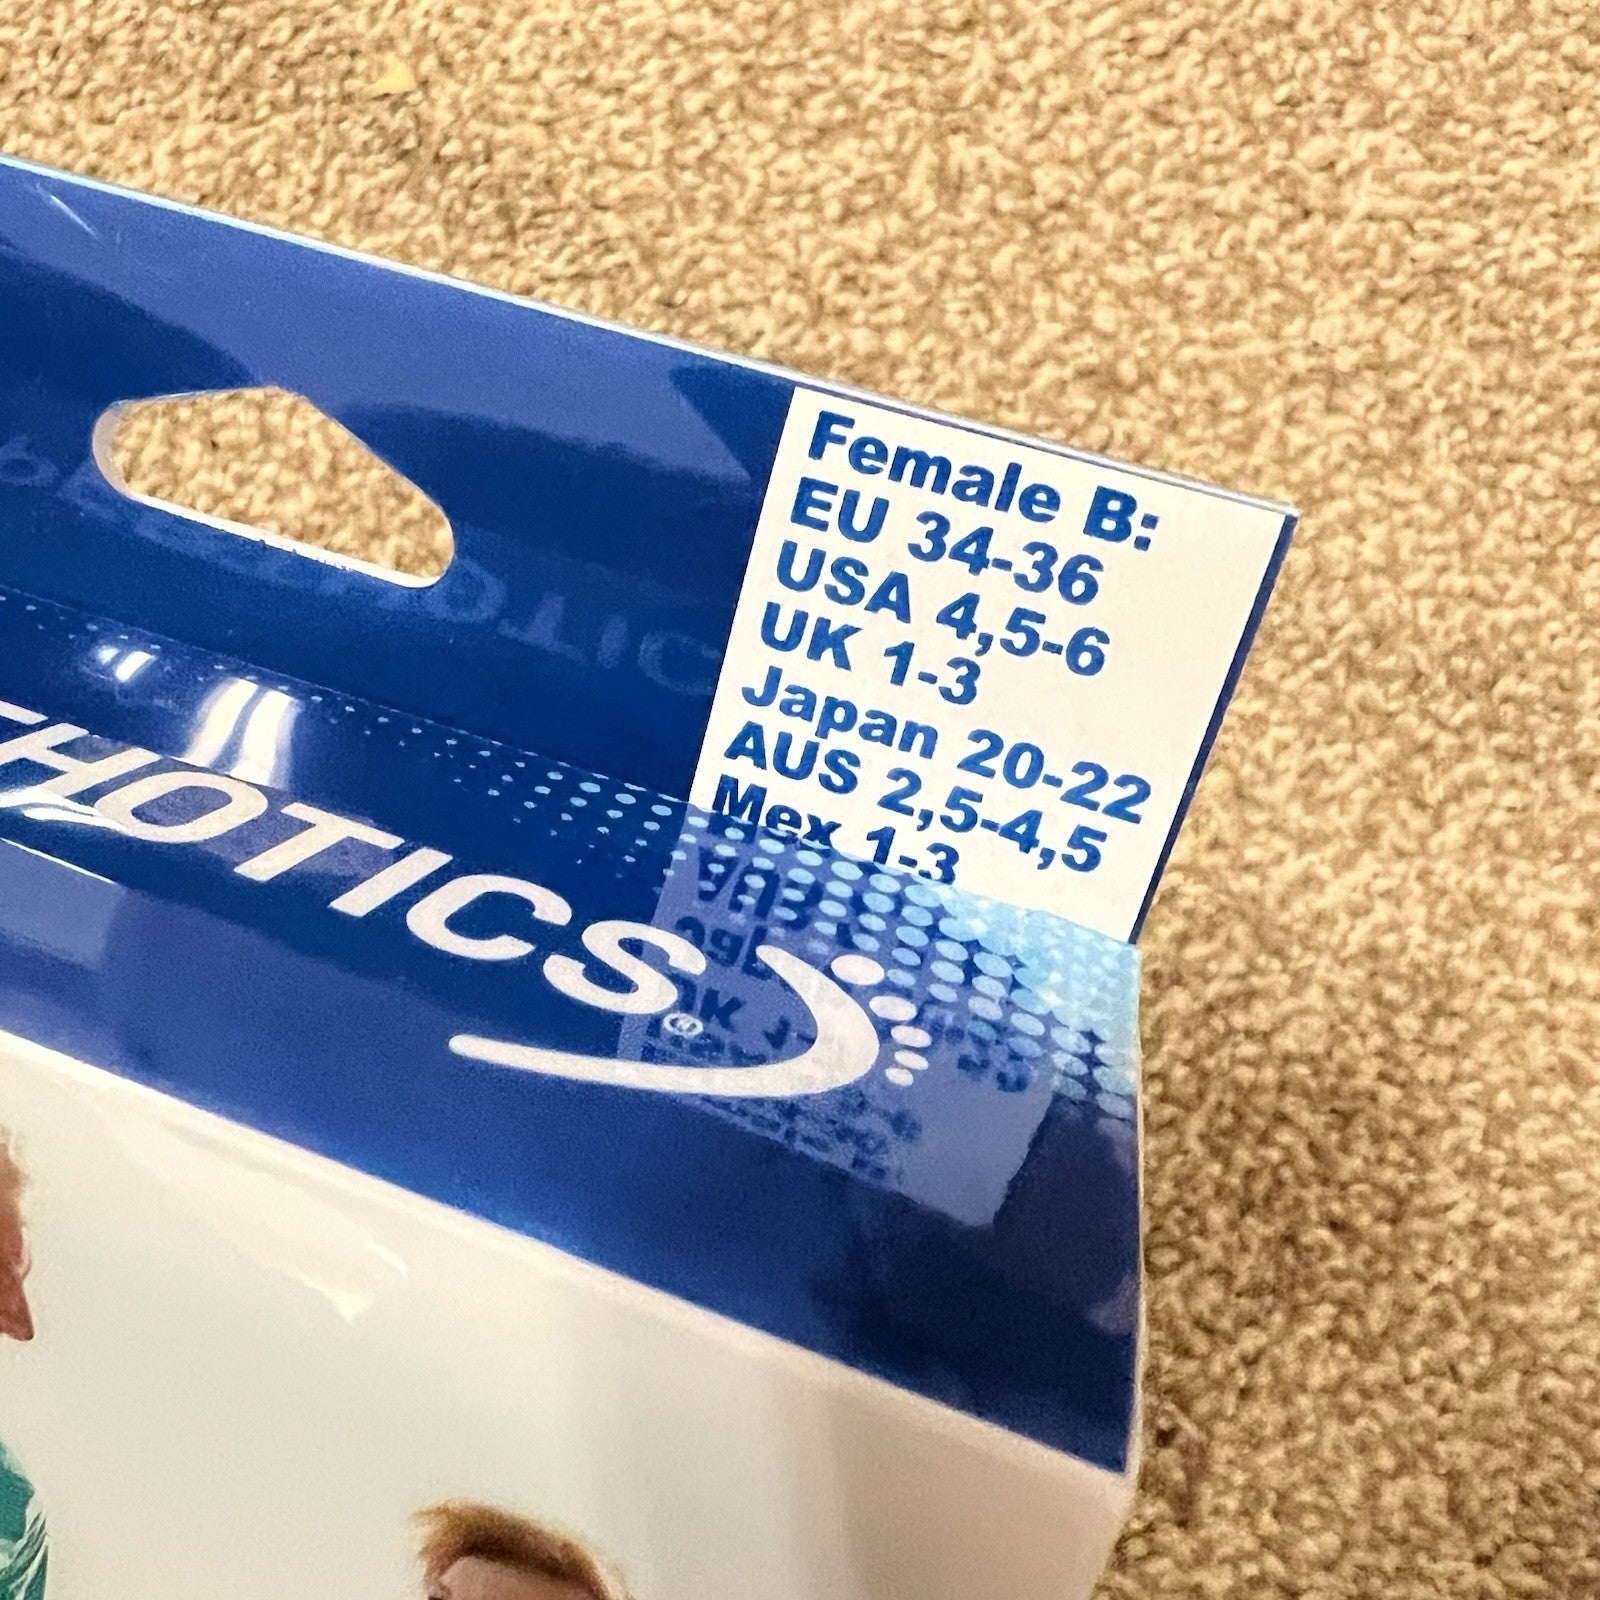 Female B:
EU 34-36
USA 4,5-6
UK 1-3
Japan 20-22
AUS 2,5-4,5
Mex 1-3
THOTICS®